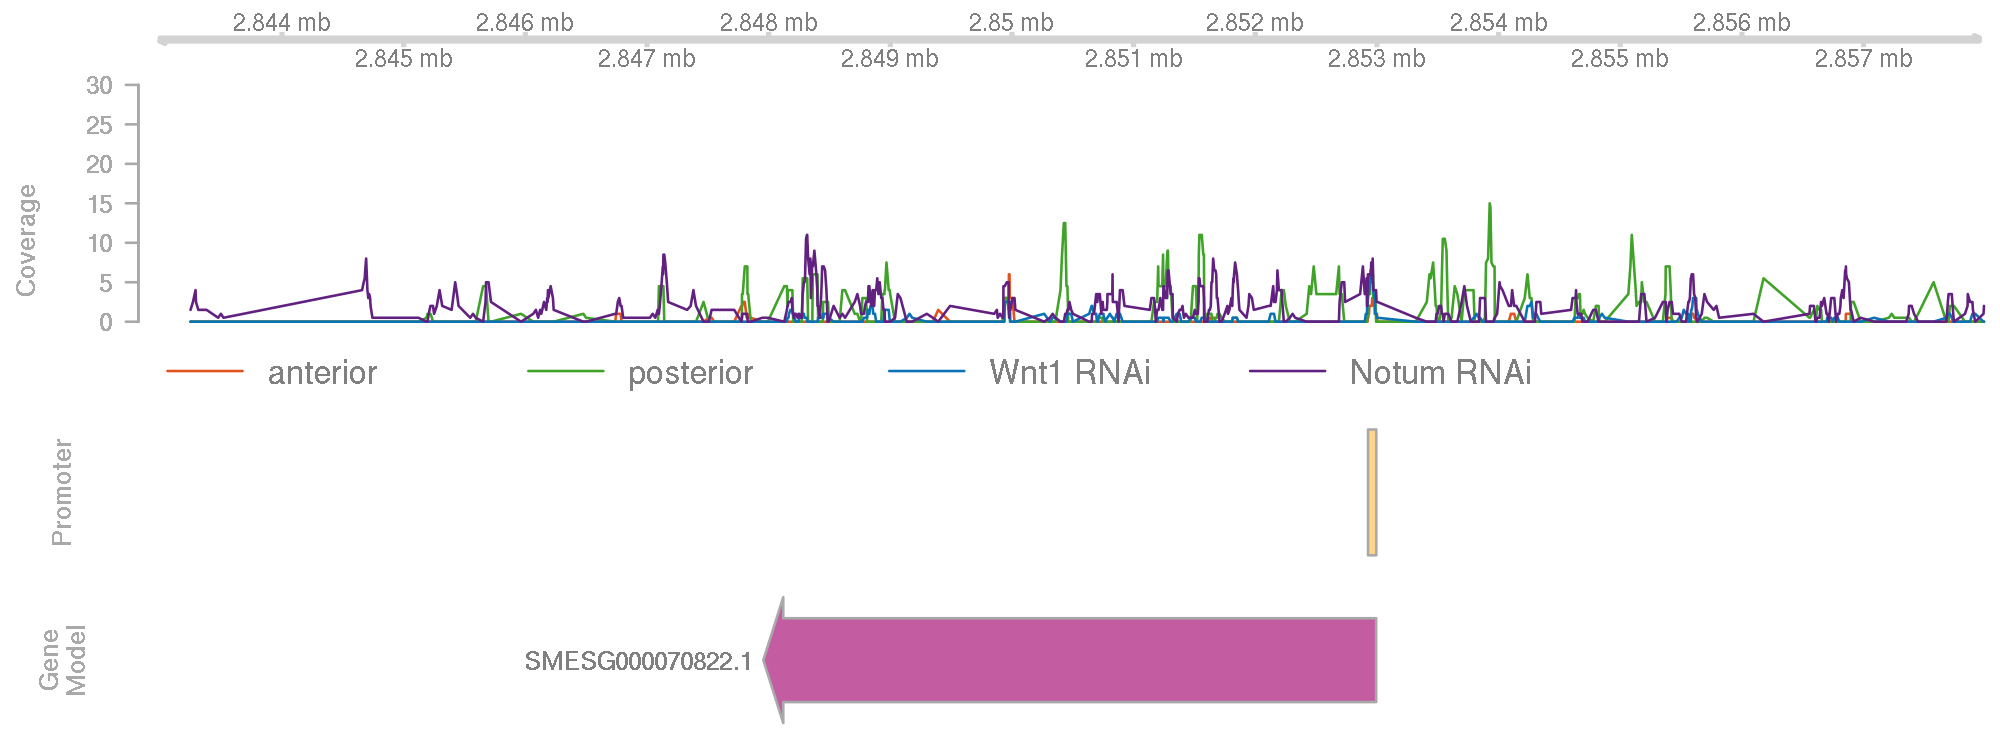 2.844 mb 2.846 mb 2.848 mb 2.85 mb 2.852 mb 2.854 mb 2.856 mb
2.845 mb 2.847 mb 2.849 mb 2.851 mb 2.853 mb 2.855 mb 2.857 mb
30
25
20
15
10
5
0
Coverage
anterior posterior Wnt1 RNAi Notum RNAi
Promoter
Gene
Model
SMESG000070822.1